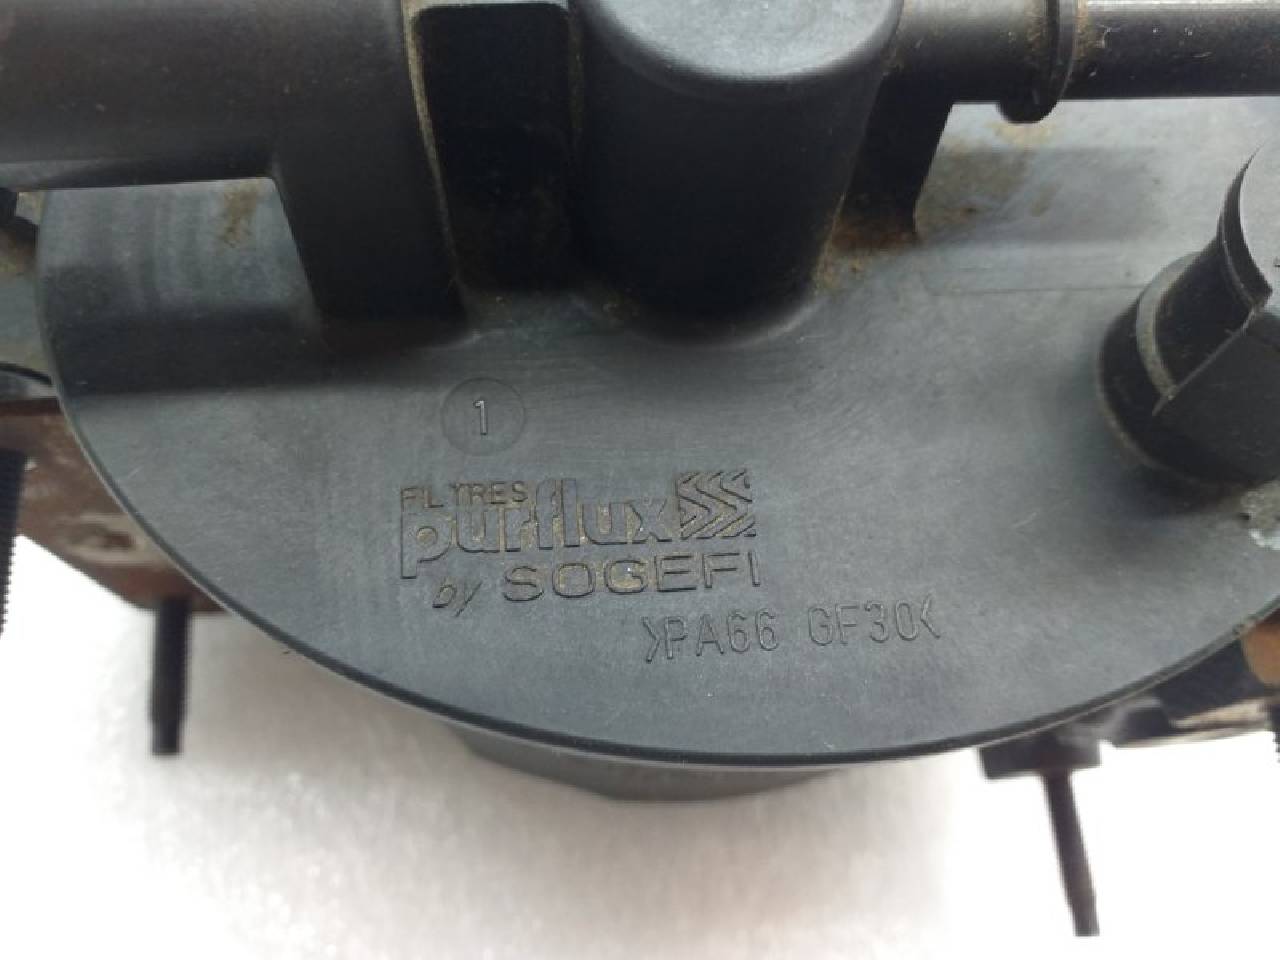 1
FILTRES
purflux
by SOGEFI
>PA66 GF30<